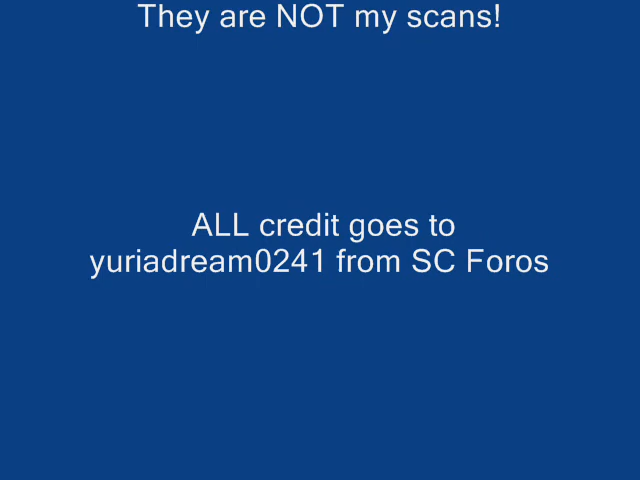 They are NOT my scans!
ALL credit goes to
yuriadream0241 from SC Foros